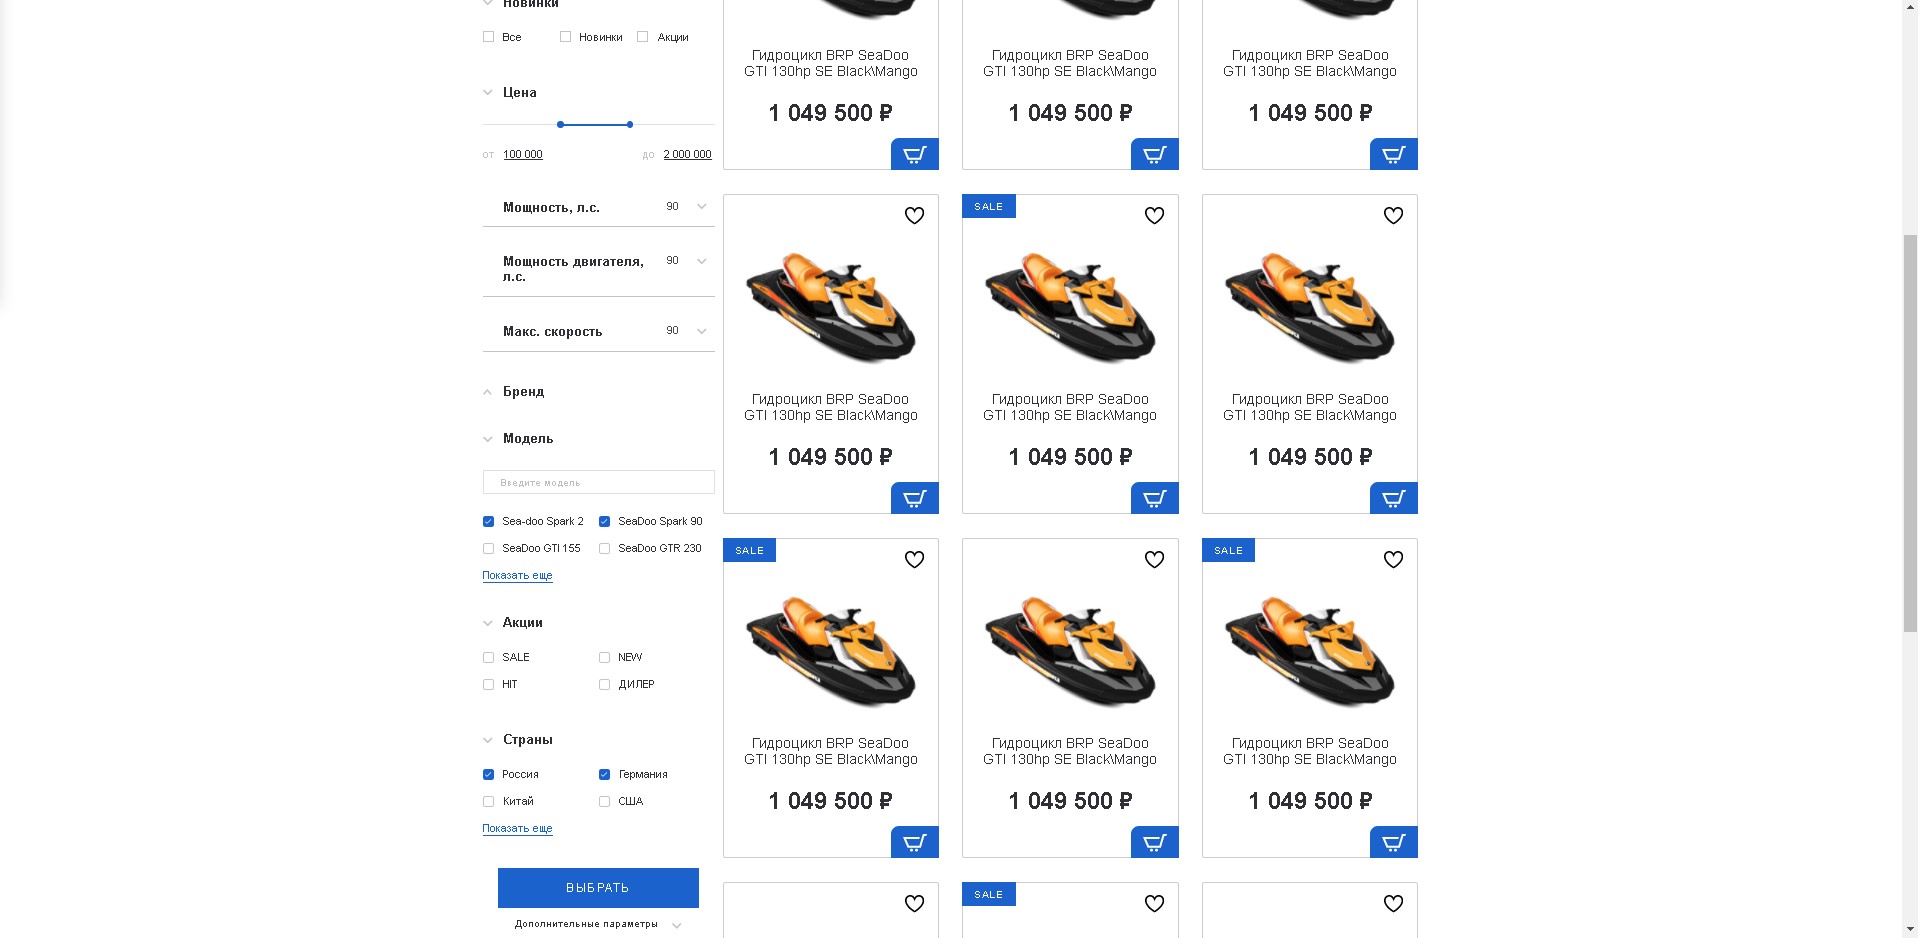 Новинки
Все Новинки Акции
Цена
от 100 000 до 2 000 000
Мощность, л.с. 90
Мощность двигателя, 90
л.с.
Макс. скорость 90
Бренд
Модель
Введите модель
Sea-doo Spark 2 SeaDoo Spark 90
SeaDoo GTI 155 SeaDoo GTR 230
Показать еще
Акции
SALE NEW
HIT ДИЛЕР
Страны
Россия Германия
Китай США
Показать еще
ВЫБРАТЬ
Дополнительные параметры
Гидроцикл BRP SeaDoo
GTI 130hp SE Black\Mango
1 049 500 ₽
Гидроцикл BRP SeaDoo
GTI 130hp SE Black\Mango
1 049 500 ₽
Гидроцикл BRP SeaDoo
GTI 130hp SE Black\Mango
1 049 500 ₽
Гидроцикл BRP SeaDoo
GTI 130hp SE Black\Mango
1 049 500 ₽
SALE
Гидроцикл BRP SeaDoo
GTI 130hp SE Black\Mango
1 049 500 ₽
Гидроцикл BRP SeaDoo
GTI 130hp SE Black\Mango
1 049 500 ₽
SALE
Гидроцикл BRP SeaDoo
GTI 130hp SE Black\Mango
1 049 500 ₽
Гидроцикл BRP SeaDoo
GTI 130hp SE Black\Mango
1 049 500 ₽
SALE
Гидроцикл BRP SeaDoo
GTI 130hp SE Black\Mango
1 049 500 ₽
SALE